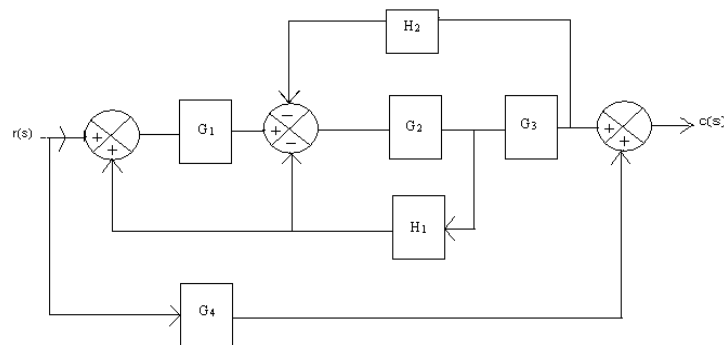 H2
r(s)
+
+
G1
−
+
−
G2
G3
+
+
c(s)
H1
G4